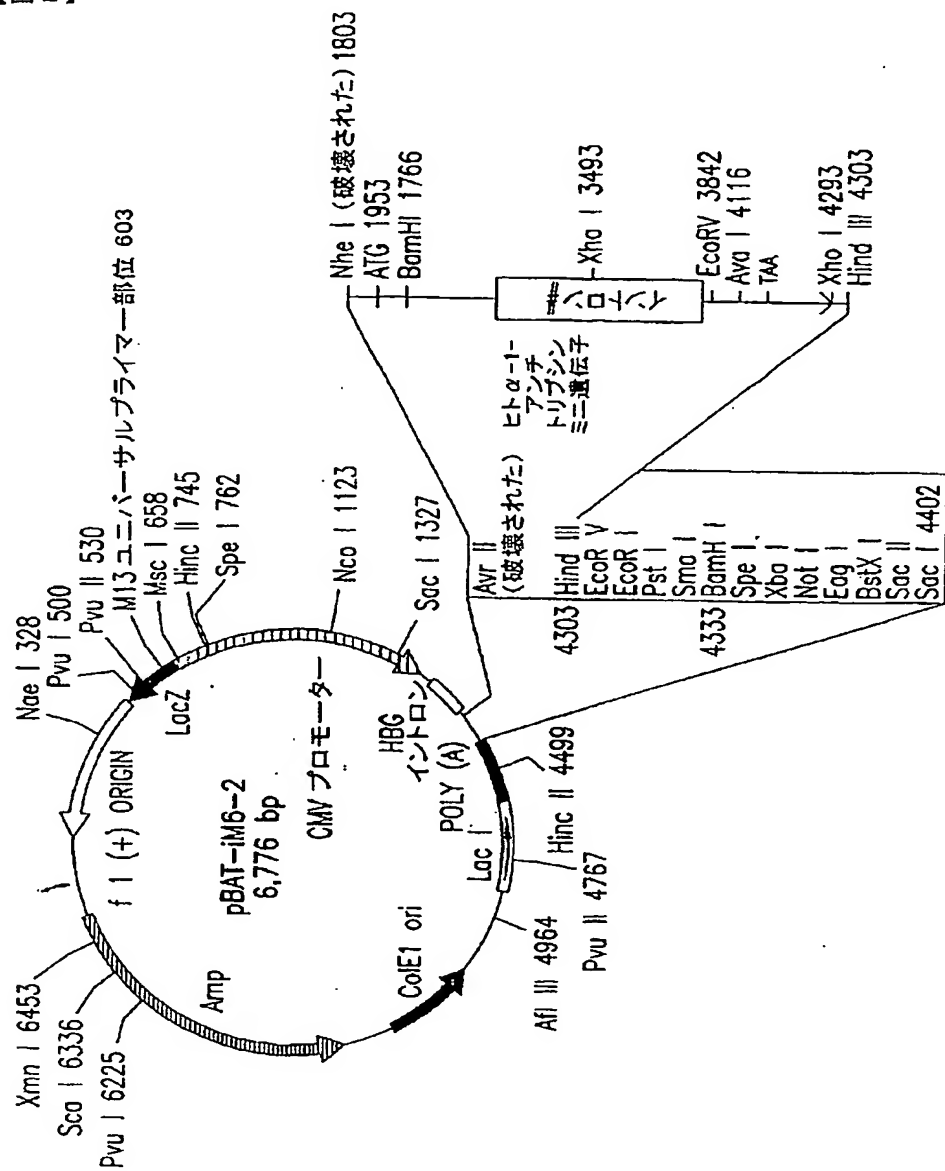 Xmn I 6453
Sca I 6336
Pvu I 6225
Nae I 328
Pvu I 500
Pvu II 530
M13 ユニバーサルプライマー部位 603
Msc I 658
Hinc II 745
Spe I 762
Nco I 1123
Sac I 1327
f 1 (+) ORIGIN
LacZ
Amp
pBAT-iM6-2
6,776 bp
CMV プロモーター
HBG
イントロン
POLY (A)
Lac I
ColE1 ori
Hinc II 4499
Pvu II 4767
Afl III 4964
Nhe I (破壊された) 1803
ATG 1953
BamHI 1766
イントロン
Xho I 3493
EcoRV 3842
Ava I 4116
TAA
Xho I 4293
Hind III 4303
ヒトα-1-
アンチ
トリプシン
ミニ遺伝子
Avr II
(破壊された)
4303 Hind III
EcoR V
EcoR I
Pst I
Sma I
4333 BamH I
Spe I
Xba I
Not I
Eag I
BstX I
Sac II
Sac I 4402